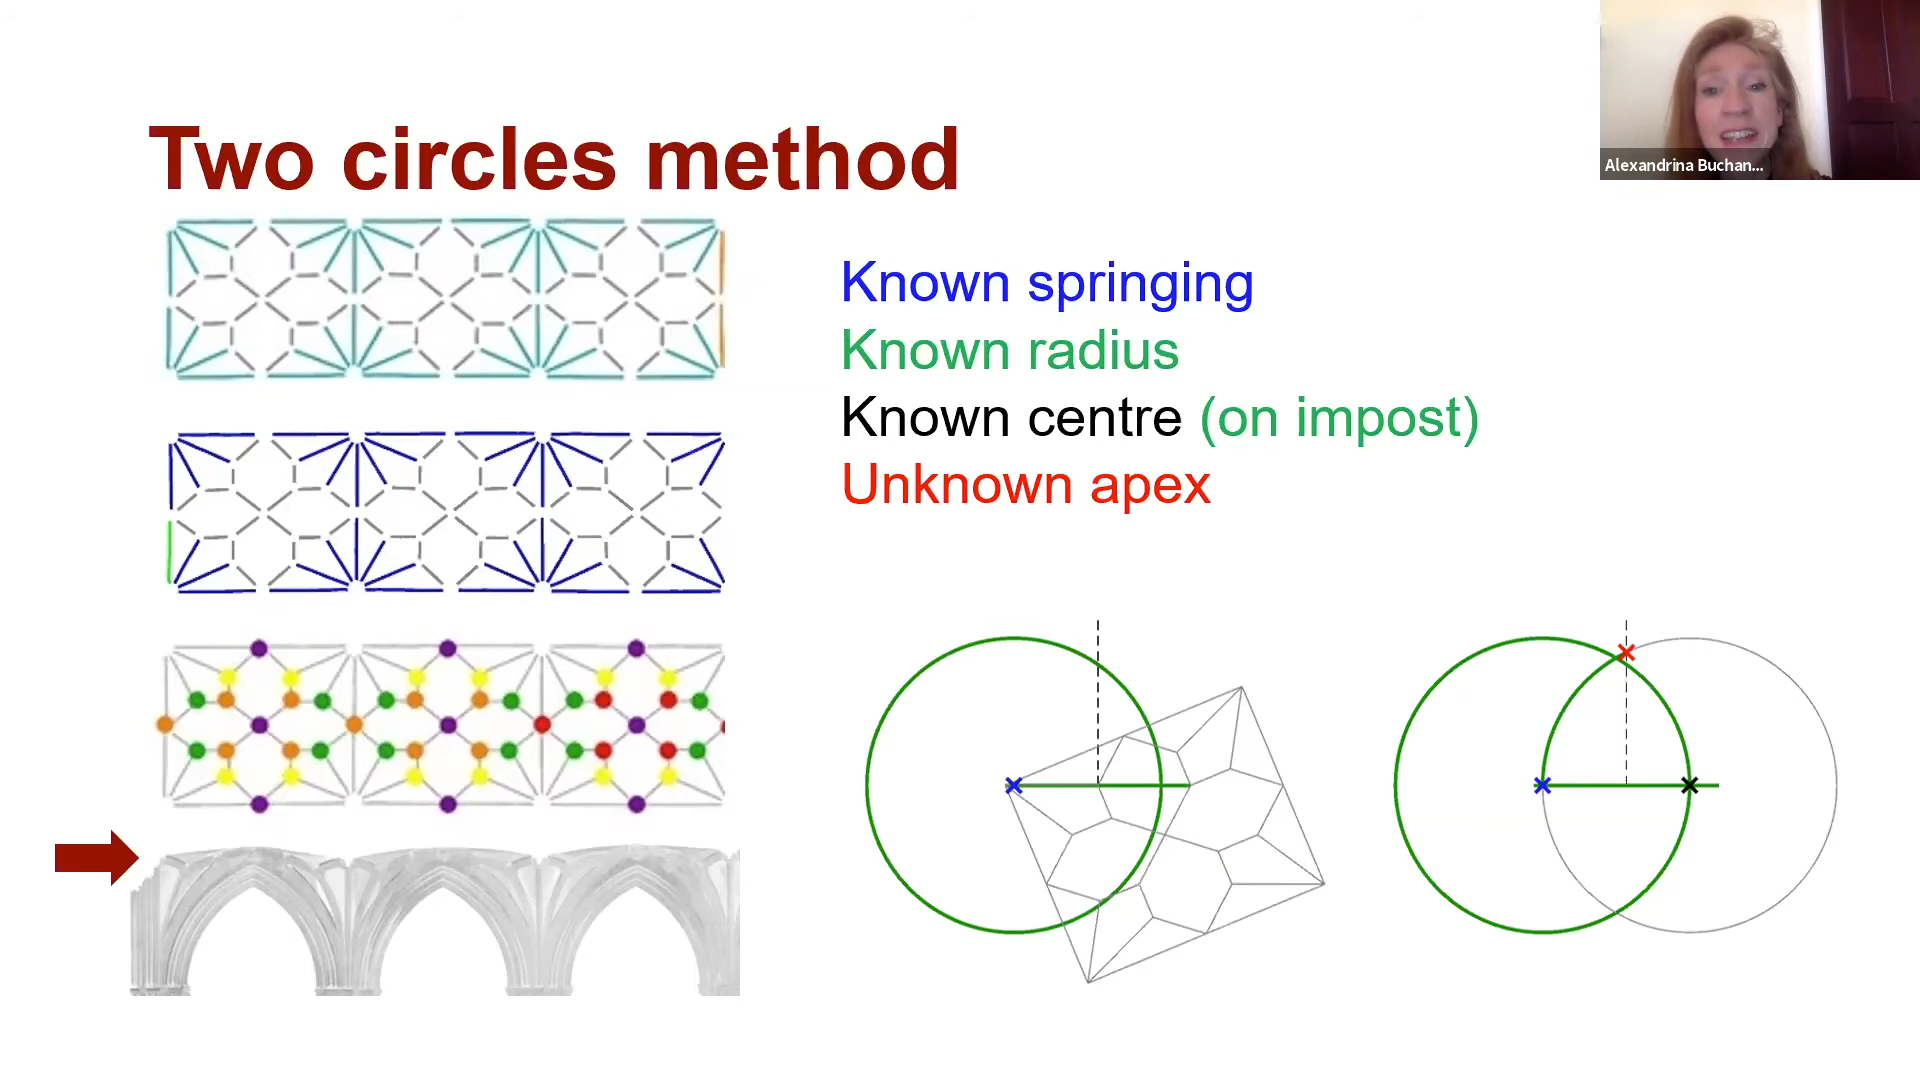 Two circles method
Known springing
Known radius
Known centre (on impost)
Unknown apex
Alexandrina Buchan...